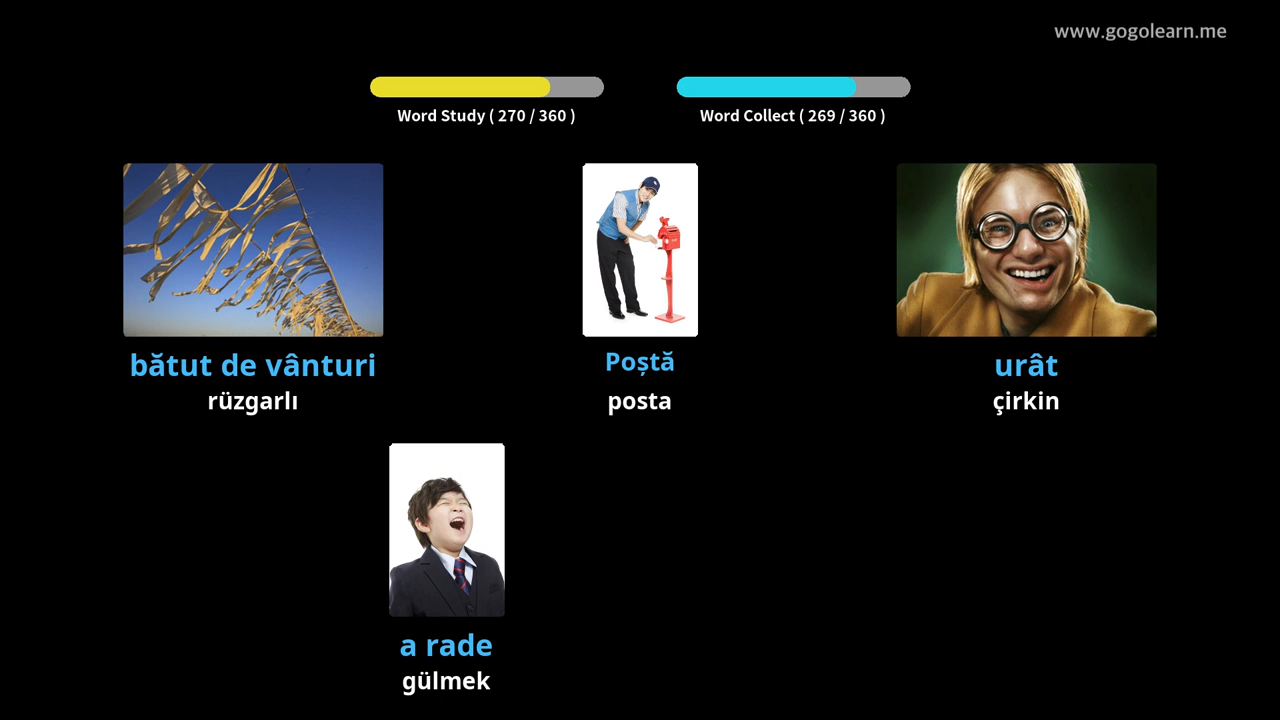 www.gogolearn.me
Word Study ( 270 / 360 )
Word Collect ( 269 / 360 )
bătut de vânturi
rüzgarlı
Poștă
posta
urât
çirkin
a rade
gülmek